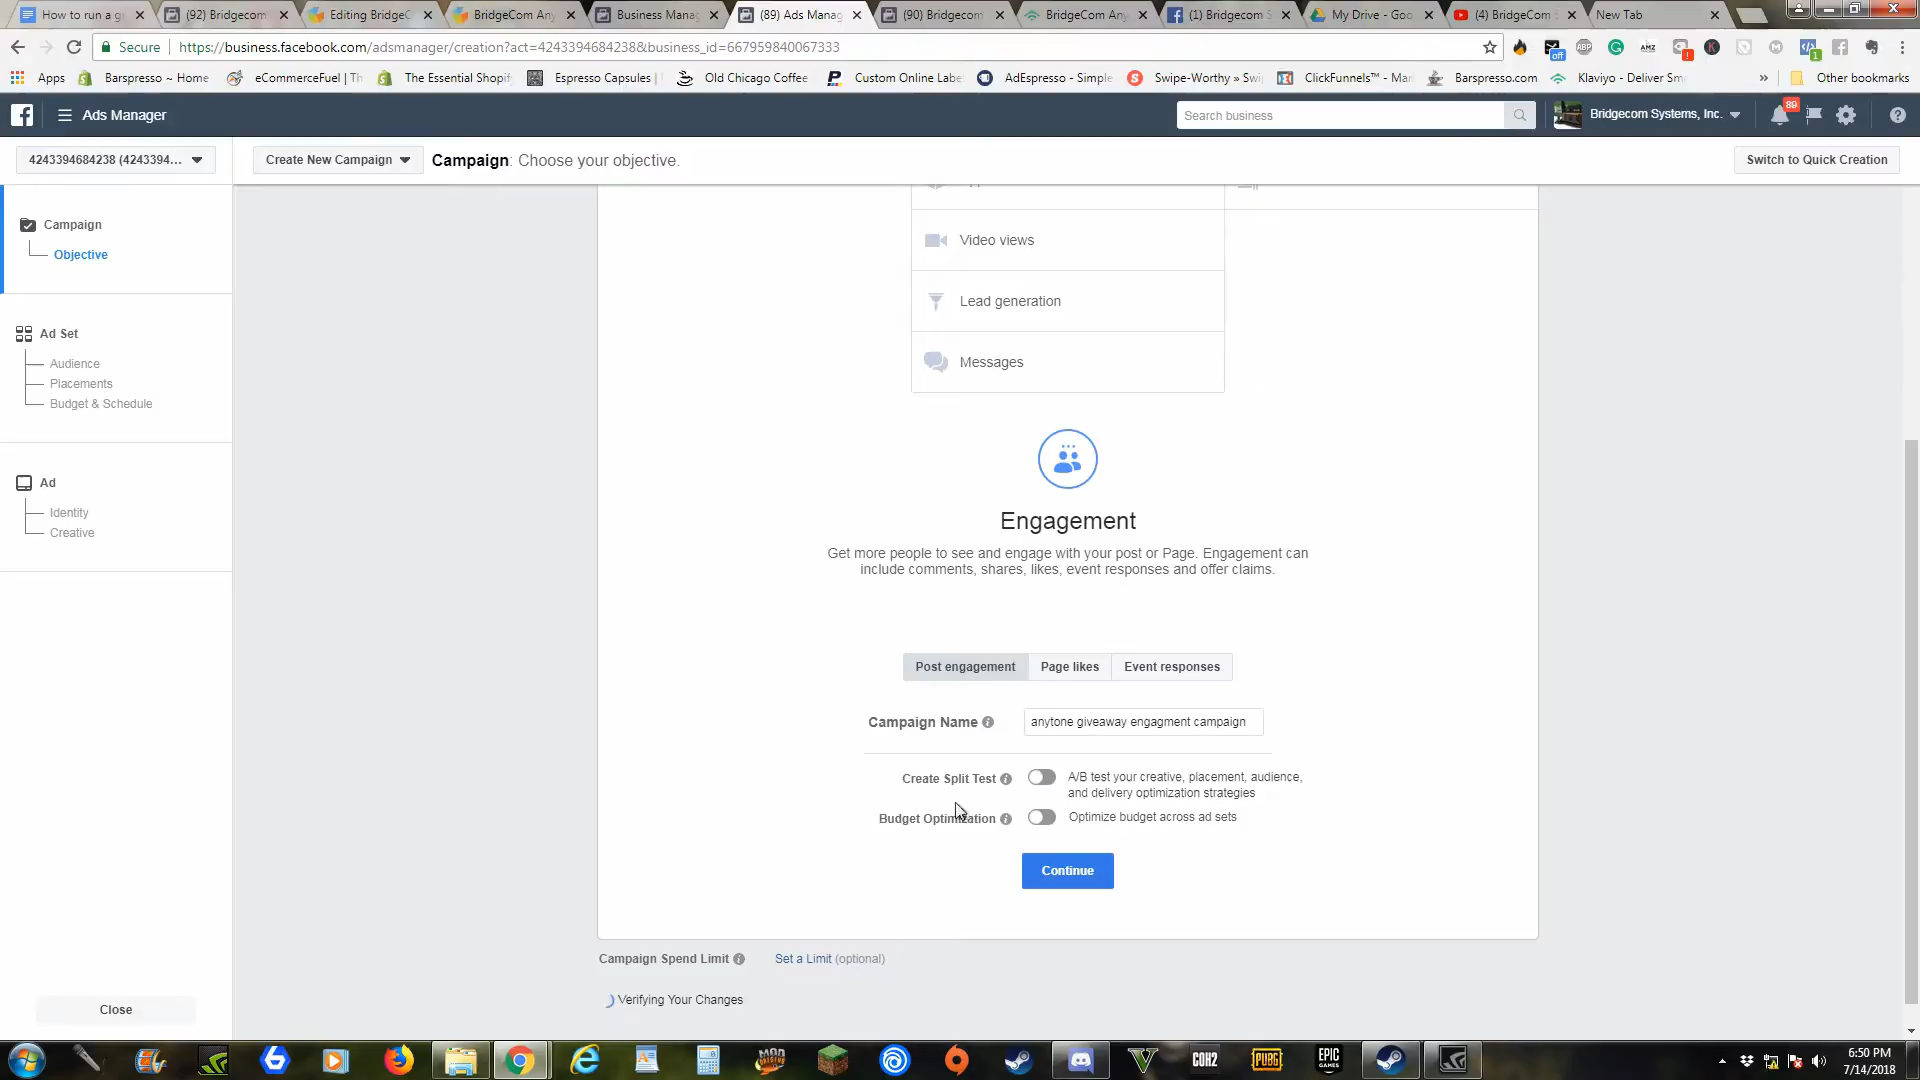 How to run a gi
(92) Bridgecom
Editing BridgeC
BridgeCom Any
Business Manag
(89) Ads Manag
(90) Bridgecom
BridgeCom Any
(1) Bridgecom S
My Drive - Goo
(4) BridgeCom S
New Tab
Secure
https://business.facebook.com/adsmanager/creation?act=4243394684238&business_id=667959840067333
Apps
Barspresso ~ Home
eCommerceFuel | Th
The Essential Shopif
Espresso Capsules |
Old Chicago Coffee
Custom Online Labe
AdEspresso - Simple
Swipe-Worthy » Swi
ClickFunnels™ - Mar
Barspresso.com
Klaviyo - Deliver Sm
»
Other bookmarks
Ads Manager
Search business
Bridgecom Systems, Inc.
89
4243394684238 (4243394...
Create New Campaign
Campaign: Choose your objective.
Switch to Quick Creation
Campaign
Objective
Ad Set
Audience
Placements
Budget & Schedule
Ad
Identity
Creative
Close
Video views
Lead generation
Messages
Engagement
Get more people to see and engage with your post or Page. Engagement can
include comments, shares, likes, event responses and offer claims.
Post engagement
Page likes
Event responses
Campaign Name
anytone giveaway engagment campaign
Create Split Test
A/B test your creative, placement, audience,
and delivery optimization strategies
Budget Optimization
Optimize budget across ad sets
Continue
Campaign Spend Limit
Set a Limit (optional)
Verifying Your Changes
COH2
PUBG
EPIC
GAMES
6:50 PM
7/14/2018